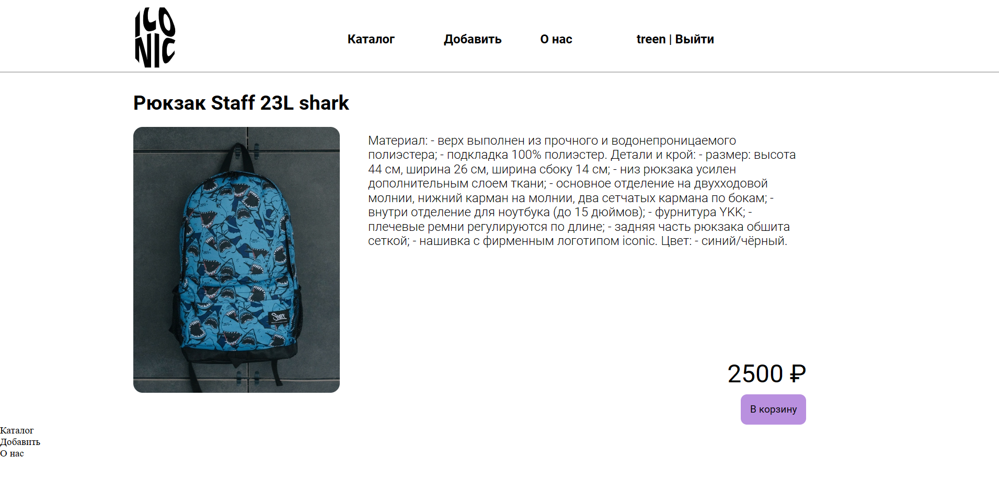 ICO
NIC
Каталог Добавить О нас treen | Выйти
Рюкзак Staff 23L shark
Материал: - верх выполнен из прочного и водонепроницаемого
полиэстера; - подкладка 100% полиэстер. Детали и крой: - размер: высота
44 см, ширина 26 см, ширина сбоку 14 см; - низ рюкзака усилен
дополнительным слоем ткани; - основное отделение на двухходовой
молнии, нижний карман на молнии, два сетчатых кармана по бокам; -
внутри отделение для ноутбука (до 15 дюймов); - фурнитура YKK; -
плечевые ремни регулируются по длине; - задняя часть рюкзака обшита
сеткой; - нашивка с фирменным логотипом iconic. Цвет: - синий/чёрный.
Staff
2500 ₽
В корзину
Каталог
Добавить
О нас